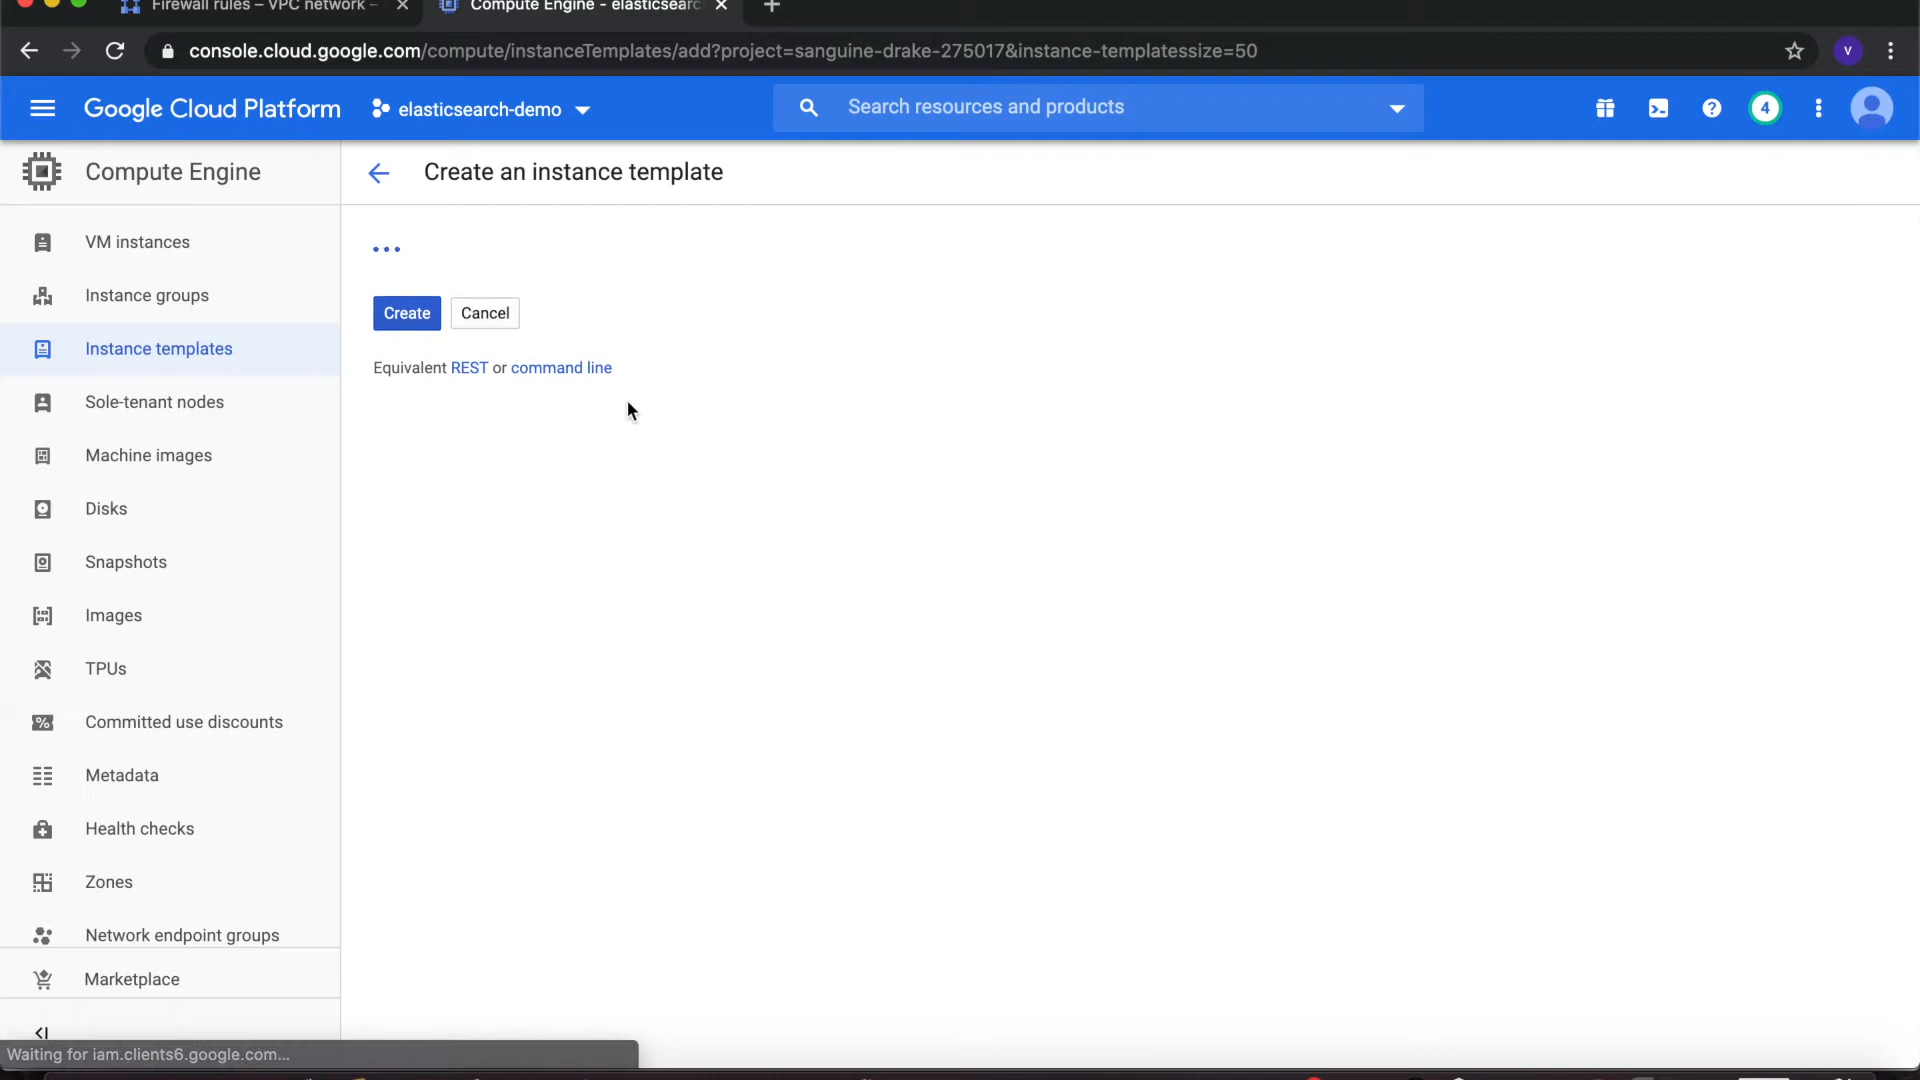 Firewall rules – VPC network –
Compute Engine - elasticsearc
console.cloud.google.com/compute/instanceTemplates/add?project=sanguine-drake-275017&instance-templatessize=50
V
Google Cloud Platform
elasticsearch-demo
Search resources and products
4
Compute Engine
Create an instance template
VM instances
Instance groups
Instance templates
Sole-tenant nodes
Machine images
Disks
Snapshots
Images
TPUs
Committed use discounts
Metadata
Health checks
Zones
Network endpoint groups
Marketplace
Create
Cancel
Equivalent REST or command line
Waiting for iam.clients6.google.com...